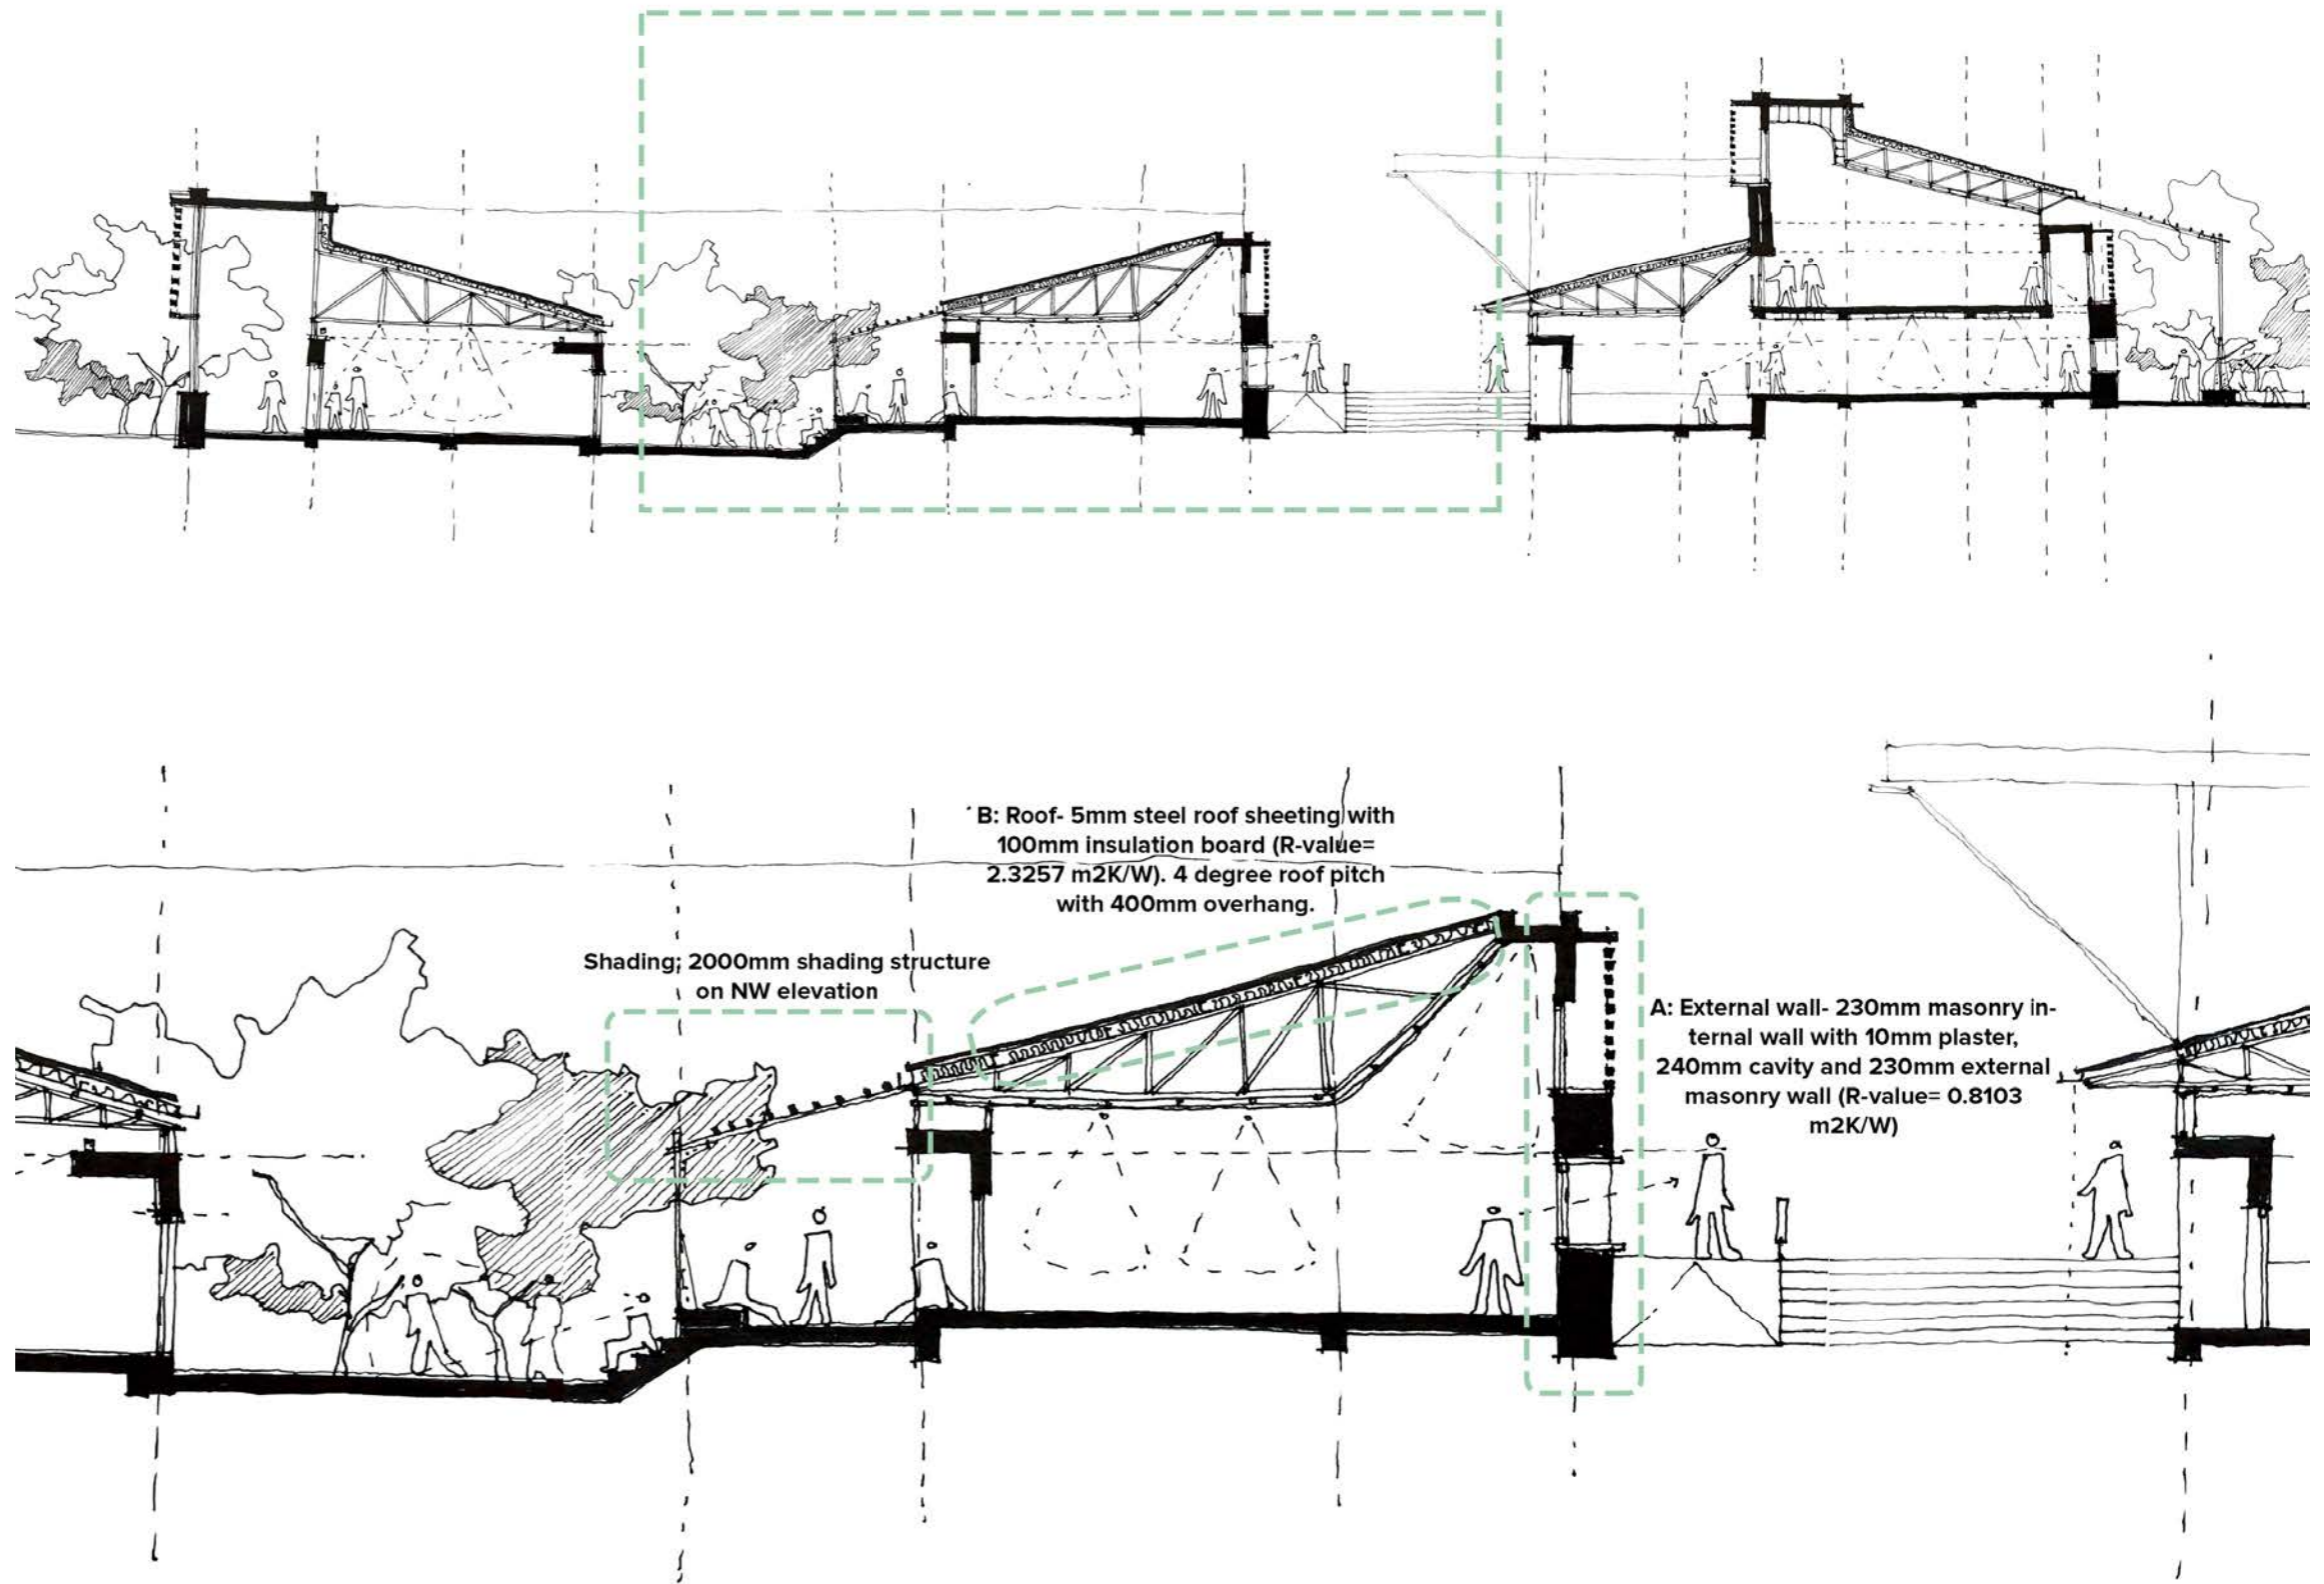 B: Roof- 5mm steel roof sheeting with
100mm insulation board (R-value=
2.3257 m2K/W). 4 degree roof pitch
with 400mm overhang.
Shading; 2000mm shading structure
on NW elevation
A: External wall- 230mm masonry in-
ternal wall with 10mm plaster,
240mm cavity and 230mm external
masonry wall (R-value= 0.8103
m2K/W)